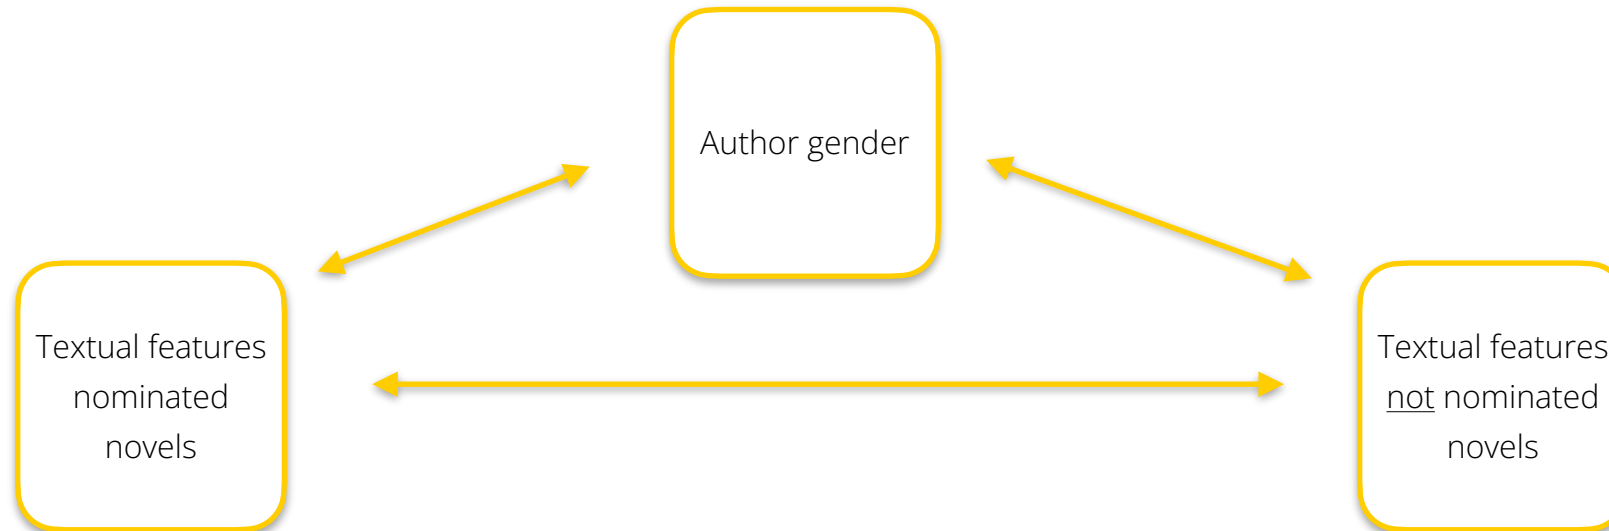 Author gender
Textual features
nominated
novels
Textual features
not nominated
novels